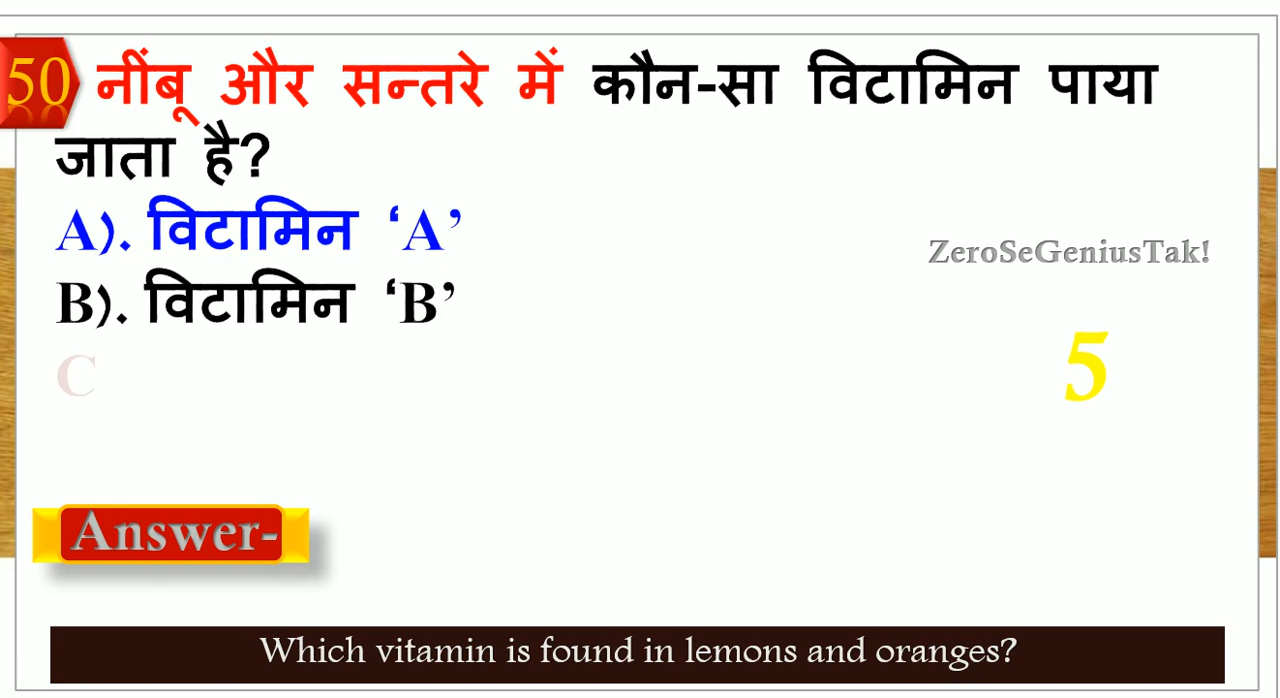 50 नींबू और सन्तरे में कौन-सा विटामिन पाया
जाता है?
A). विटामिन ‘A’
ZeroSeGeniusTak!
B). विटामिन ‘B’
C
5
Answer-
Which vitamin is found in lemons and oranges?